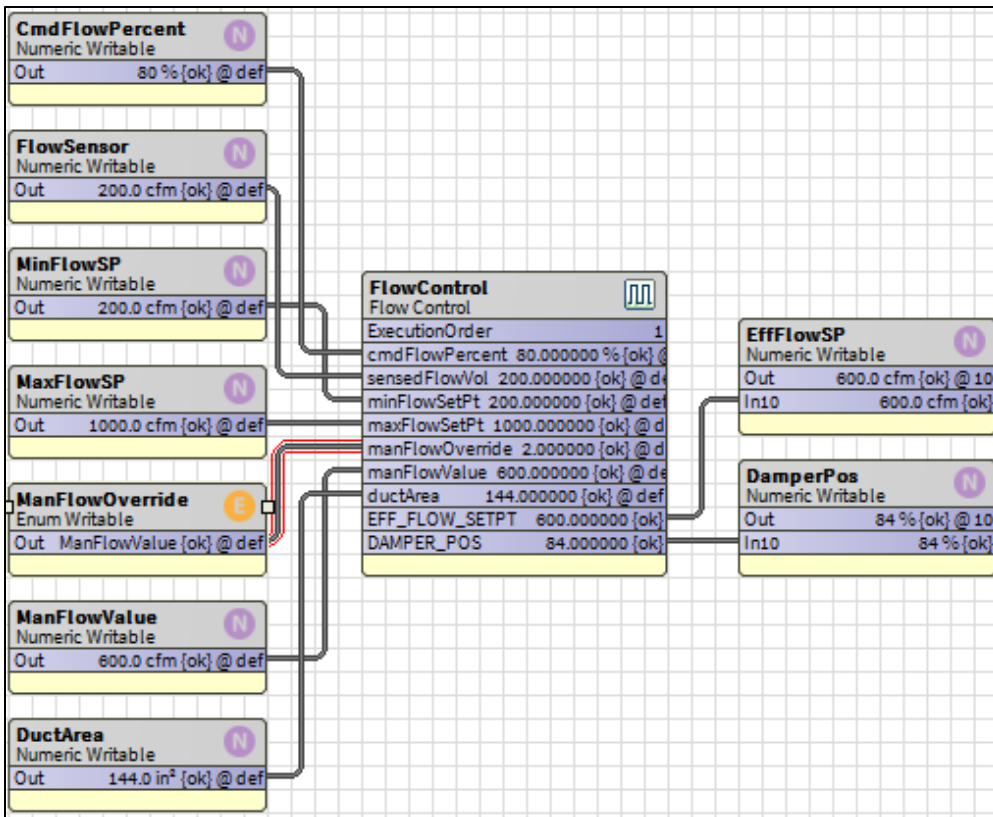 CmdFlowPercent
N
Numeric Writable
Out 80 % {ok} @ def
FlowSensor
N
Numeric Writable
Out 200.0 cfm {ok} @ def
MinFlowSP
N
Numeric Writable
Out 200.0 cfm {ok} @ def
MaxFlowSP
N
Numeric Writable
Out 1000.0 cfm {ok} @ def
ManFlowOverride
E
Enum Writable
Out ManFlowValue {ok} @ def
ManFlowValue
N
Numeric Writable
Out 600.0 cfm {ok} @ def
DuctArea
N
Numeric Writable
Out 144.0 in² {ok} @ def
FlowControl
Flow Control
ExecutionOrder 1
cmdFlowPercent 80.000000 % {ok} @
sensedFlowVol 200.000000 {ok} @ de
minFlowSetPt 200.000000 {ok} @ def
maxFlowSetPt 1000.000000 {ok} @ d
manOverride 2.000000 {ok} @ d
manFlowValue 600.000000 {ok} @ de
ductArea 144.000000 {ok} @ def
EFF_FLOW_SETPT 600.000000 {ok}
DAMPER_POS 84.000000 {ok}
EffFlowSP
N
Numeric Writable
Out 600.0 cfm {ok} @ 10
In10 600.0 cfm {ok}
DamperPos
N
Numeric Writable
Out 84 % {ok} @ 10
In10 84 % {ok}